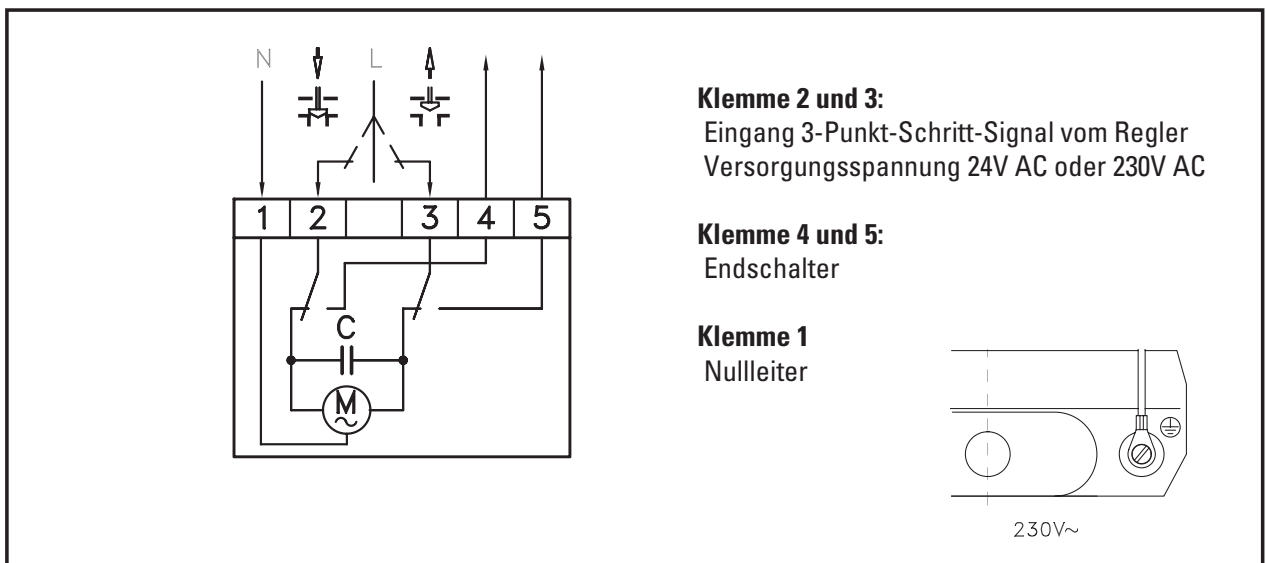 N L
1 2 3 4 5
C
M
Klemme 2 und 3:
Eingang 3-Punkt-Schritt-Signal vom Regler
Versorgungsspannung 24V AC oder 230V AC
Klemme 4 und 5:
Endschalter
Klemme 1
Nullleiter
230V~